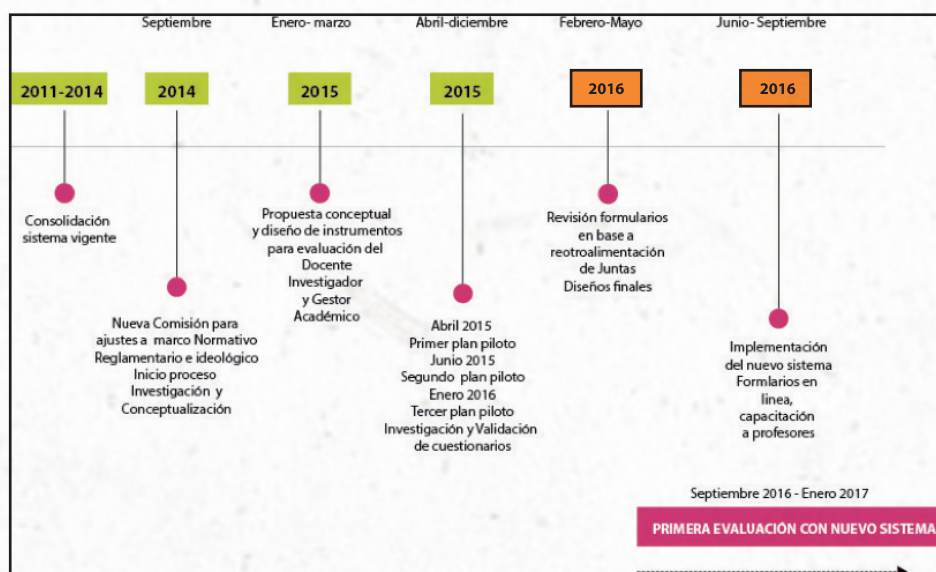 Septiembre
Enero- marzo
Abril-diciembre
Febrero-Mayo
Junio- Septiembre
2011-2014
2014
2015
2015
2016
2016
Consolidación
sistema vigente
Nueva Comisión para
ajustes a marco Normativo
Reglamentario e ideológico
Inicio proceso
Investigación y
Conceptualización
Propuesta conceptual
y diseño de instrumentos
para evaluación del
Docente
Investigador
y Gestor
Académico
Abril 2015
Primer plan piloto
Junio 2015
Segundo plan piloto
Enero 2016
Tercer plan piloto
Investigación y Validación
de cuestionarios
Revisión formularios
en base a
reotroalimentación
de Juntas
Diseños finales
Implementación
del nuevo sistema
Formlarios en
linea,
capacitación
a profesores
Septiembre 2016 - Enero 2017
PRIMERA EVALUACIÓN CON NUEVO SISTEMA